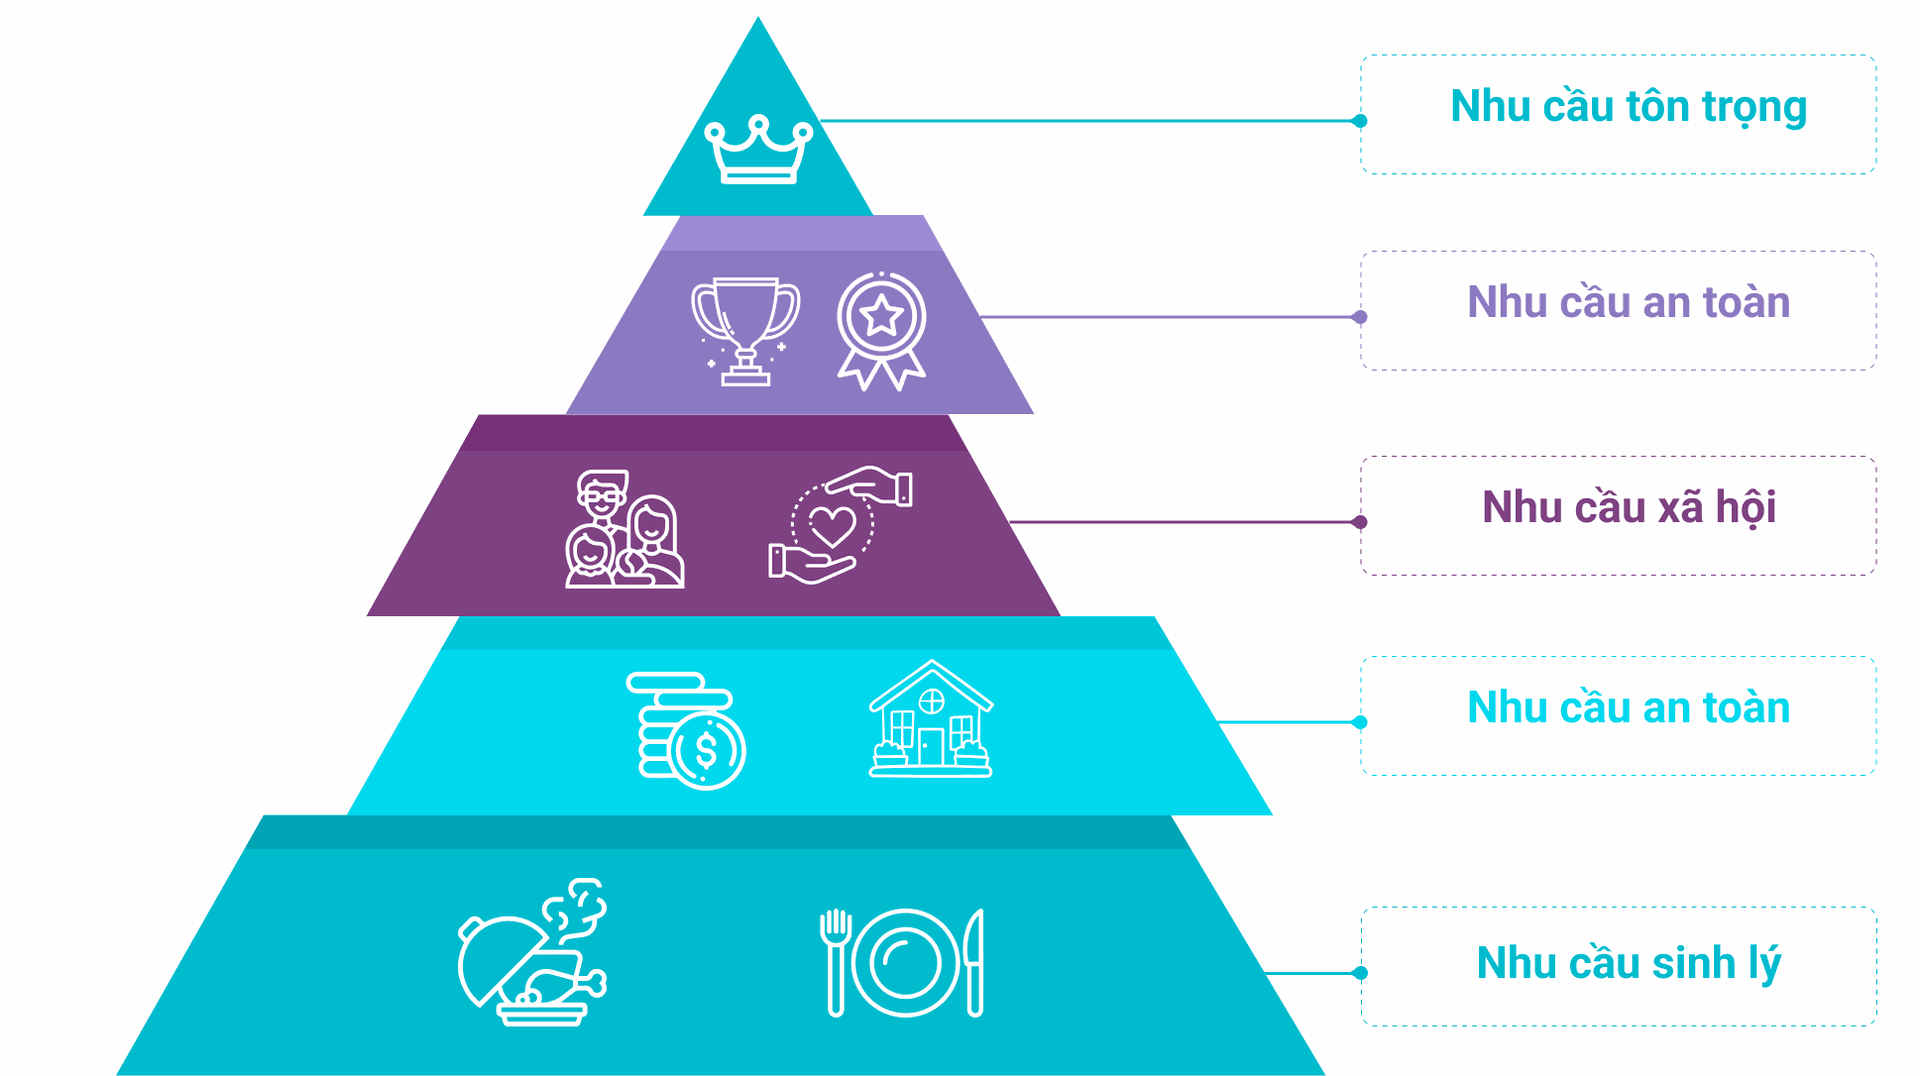 Nhu cầu tôn trọng
Nhu cầu an toàn
Nhu cầu xã hội
Nhu cầu an toàn
$
Nhu cầu sinh lý